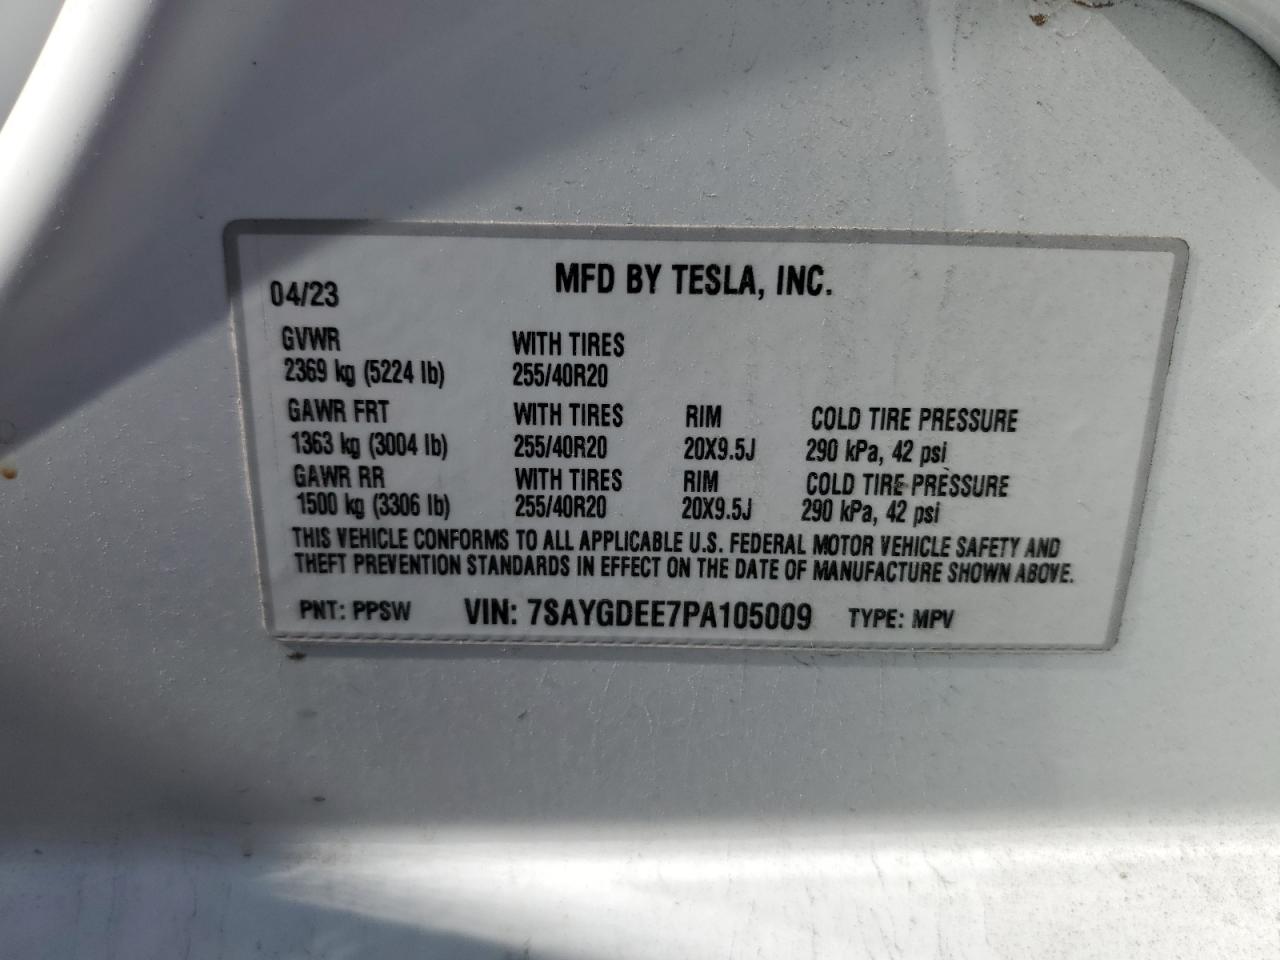 MFD BY TESLA, INC.
04/23
GVWR WITH TIRES
2369 kg (5224 lb) 255/40R20
GAWR FRT WITH TIRES RIM COLD TIRE PRESSURE
1363 kg (3004 lb) 255/40R20 20X9.5J 290 kPa, 42 psi
GAWR RR WITH TIRES RIM COLD TIRE PRESSURE
1500 kg (3306 lb) 255/40R20 20X9.5J 290 kPa, 42 psi
THIS VEHICLE CONFORMS TO ALL APPLICABLE U.S. FEDERAL MOTOR VEHICLE SAFETY AND
THEFT PREVENTION STANDARDS IN EFFECT ON THE DATE OF MANUFACTURE SHOWN ABOVE.
PNT: PPSW VIN: 7SAYGDEE7PA105009 TYPE: MPV